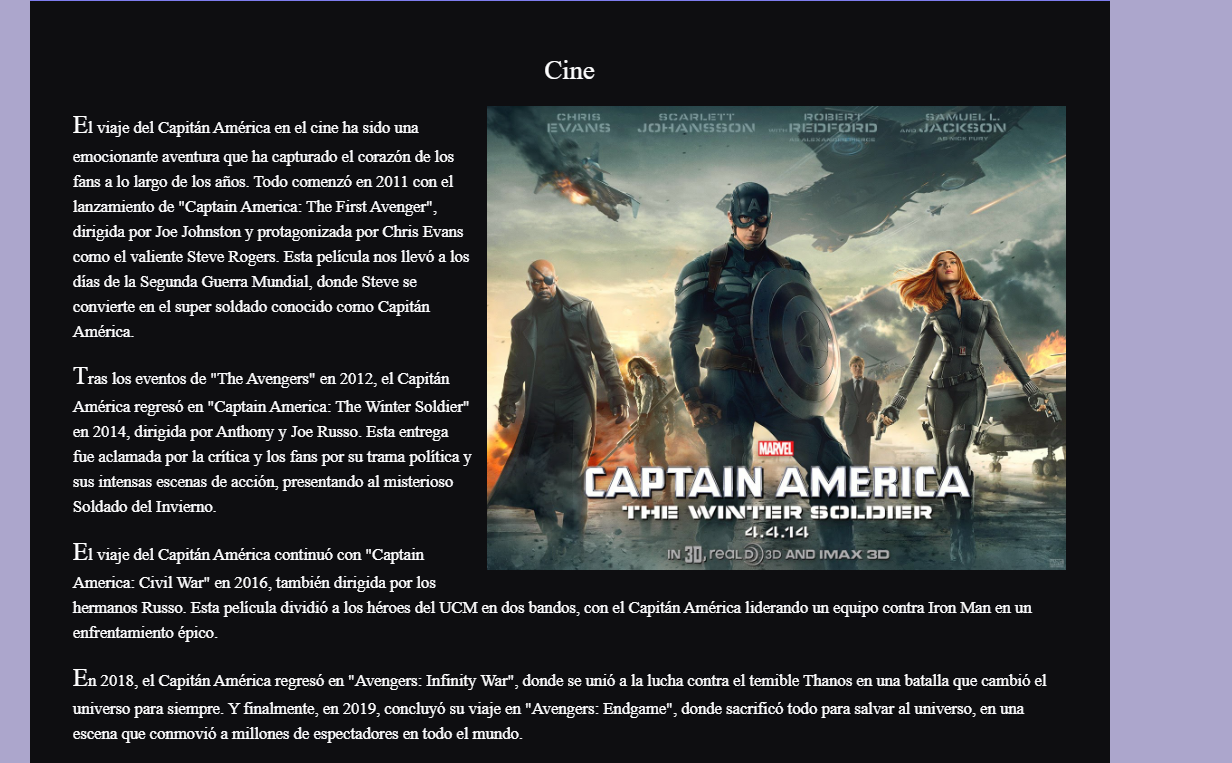 Cine
El viaje del Capitán América en el cine ha sido una
emocionante aventura que ha capturado el corazón de los
fans a lo largo de los años. Todo comenzó en 2011 con el
lanzamiento de "Captain America: The First Avenger",
dirigida por Joe Johnston y protagonizada por Chris Evans
como el valiente Steve Rogers. Esta película nos llevó a los
días de la Segunda Guerra Mundial, donde Steve se
convierte en el super soldado conocido como Capitán
América.
Tras los eventos de "The Avengers" en 2012, el Capitán
América regresó en "Captain America: The Winter Soldier"
en 2014, dirigida por Anthony y Joe Russo. Esta entrega
fue aclamada por la crítica y los fans por su trama política y
sus intensas escenas de acción, presentando al misterioso
Soldado del Invierno.
El viaje del Capitán América continuó con "Captain
America: Civil War" en 2016, también dirigida por los
hermanos Russo. Esta película dividió a los héroes del UCM en dos bandos, con el Capitán América liderando un equipo contra Iron Man en un
enfrentamiento épico.
En 2018, el Capitán América regresó en "Avengers: Infinity War", donde se unió a la lucha contra el temible Thanos en una batalla que cambió el
universo para siempre. Y finalmente, en 2019, concluyó su viaje en "Avengers: Endgame", donde sacrificó todo para salvar al universo, en una
escena que conmovió a millones de espectadores en todo el mundo.
CHRIS EVANS
SCARLETT JOHANSSON
WITH ROBERT REDFORD
AS ALEXANDER PIERCE
AND SAMUEL L. JACKSON
AS NICK FURY
MARVEL
CAPTAIN AMERICA
THE WINTER SOLDIER
4.4.14
IN 3D, REAL D 3D AND IMAX 3D